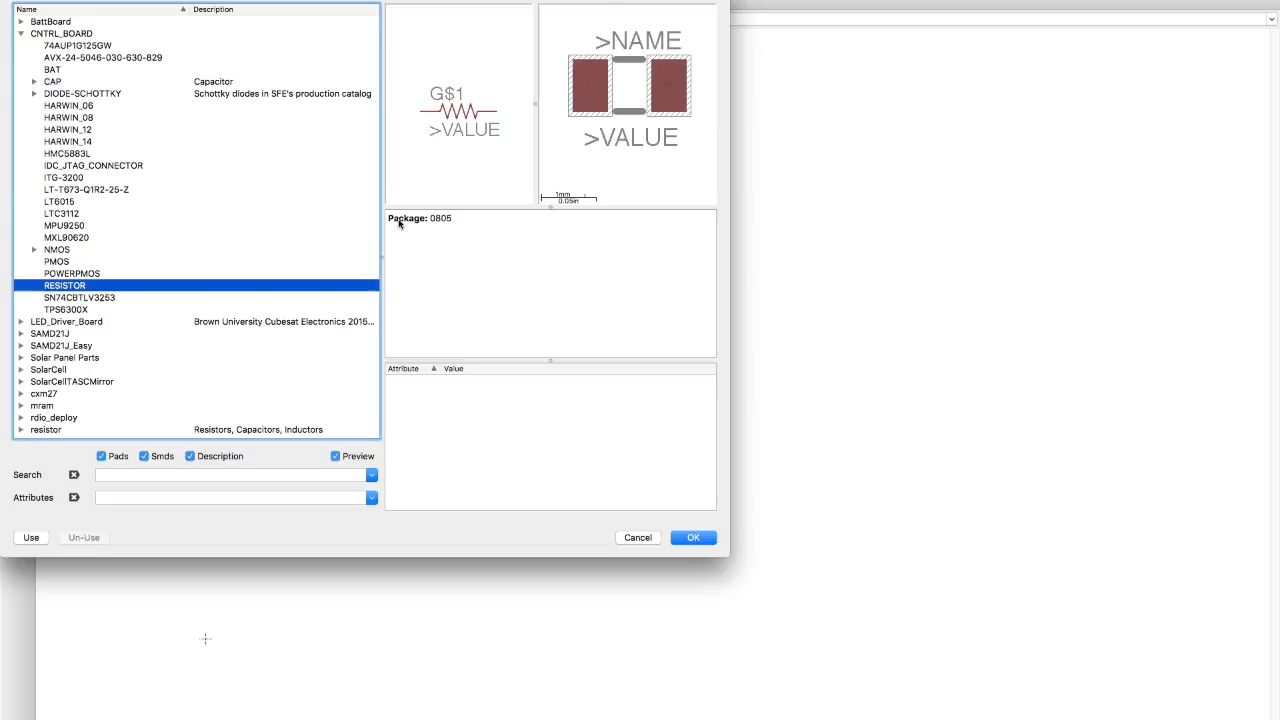 Name Description
BattBoard
CNTRL_BOARD
74AUP1G125GW
AVX-24-5046-030-630-829
BAT
CAP Capacitor
DIODE-SCHOTTKY Schottky diodes in SFE's production catalog
HARWIN_06
HARWIN_08
HARWIN_12
HARWIN_14
HMC5883L
IDC_JTAG_CONNECTOR
ITG-3200
LT-T673-Q1R2-25-Z
LT6015
LTC3112
MPU9250
MXL90620
NMOS
PMOS
POWERPMOS
RESISTOR
SN74CBTLV3253
TPS6300X
LED_Driver_Board Brown University Cubesat Electronics 2015...
SAMD21J
SAMD21J_Easy
Solar Panel Parts
SolarCell
SolarCellTASCMirror
cxm27
mram
rdio_deploy
resistor Resistors, Capacitors, Inductors
Pads Smds Description Preview
Search
Attributes
Use Un-Use
G$1
>VALUE
>NAME
>VALUE
1mm
0.05in
Package: 0805
Attribute Value
Cancel OK